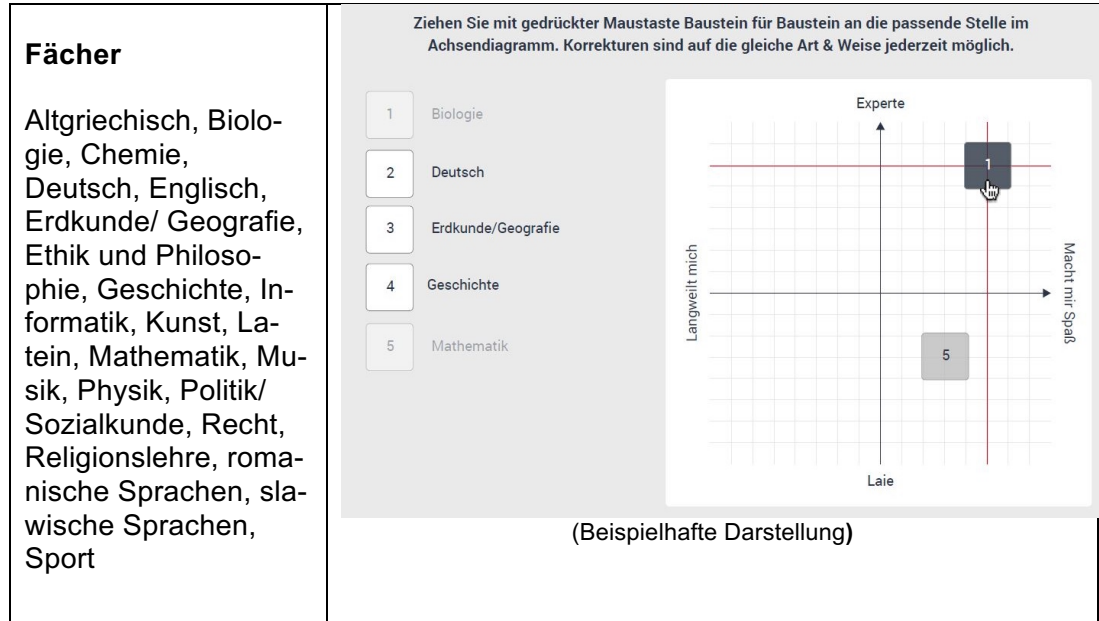 Fächer
Altgriechisch, Biolo-
gie, Chemie,
Deutsch, Englisch,
Erdkunde/ Geografie,
Ethik und Philoso-
phie, Geschichte, In-
formatik, Kunst, La-
tein, Mathematik, Mu-
sik, Physik, Politik/
Sozialkunde, Recht,
Religionslehre, roma-
nische Sprachen, sla-
wische Sprachen,
Sport
Ziehen Sie mit gedrückter Maustaste Baustein für Baustein an die passende Stelle im
Achsendiagramm. Korrekturen sind auf die gleiche Art & Weise jederzeit möglich.
1 Biologie
2 Deutsch
3 Erdkunde/Geografie
4 Geschichte
5 Mathematik
Experte
1
Langweilt mich
Macht mir Spaß
5
Laie
(Beispielhafte Darstellung)